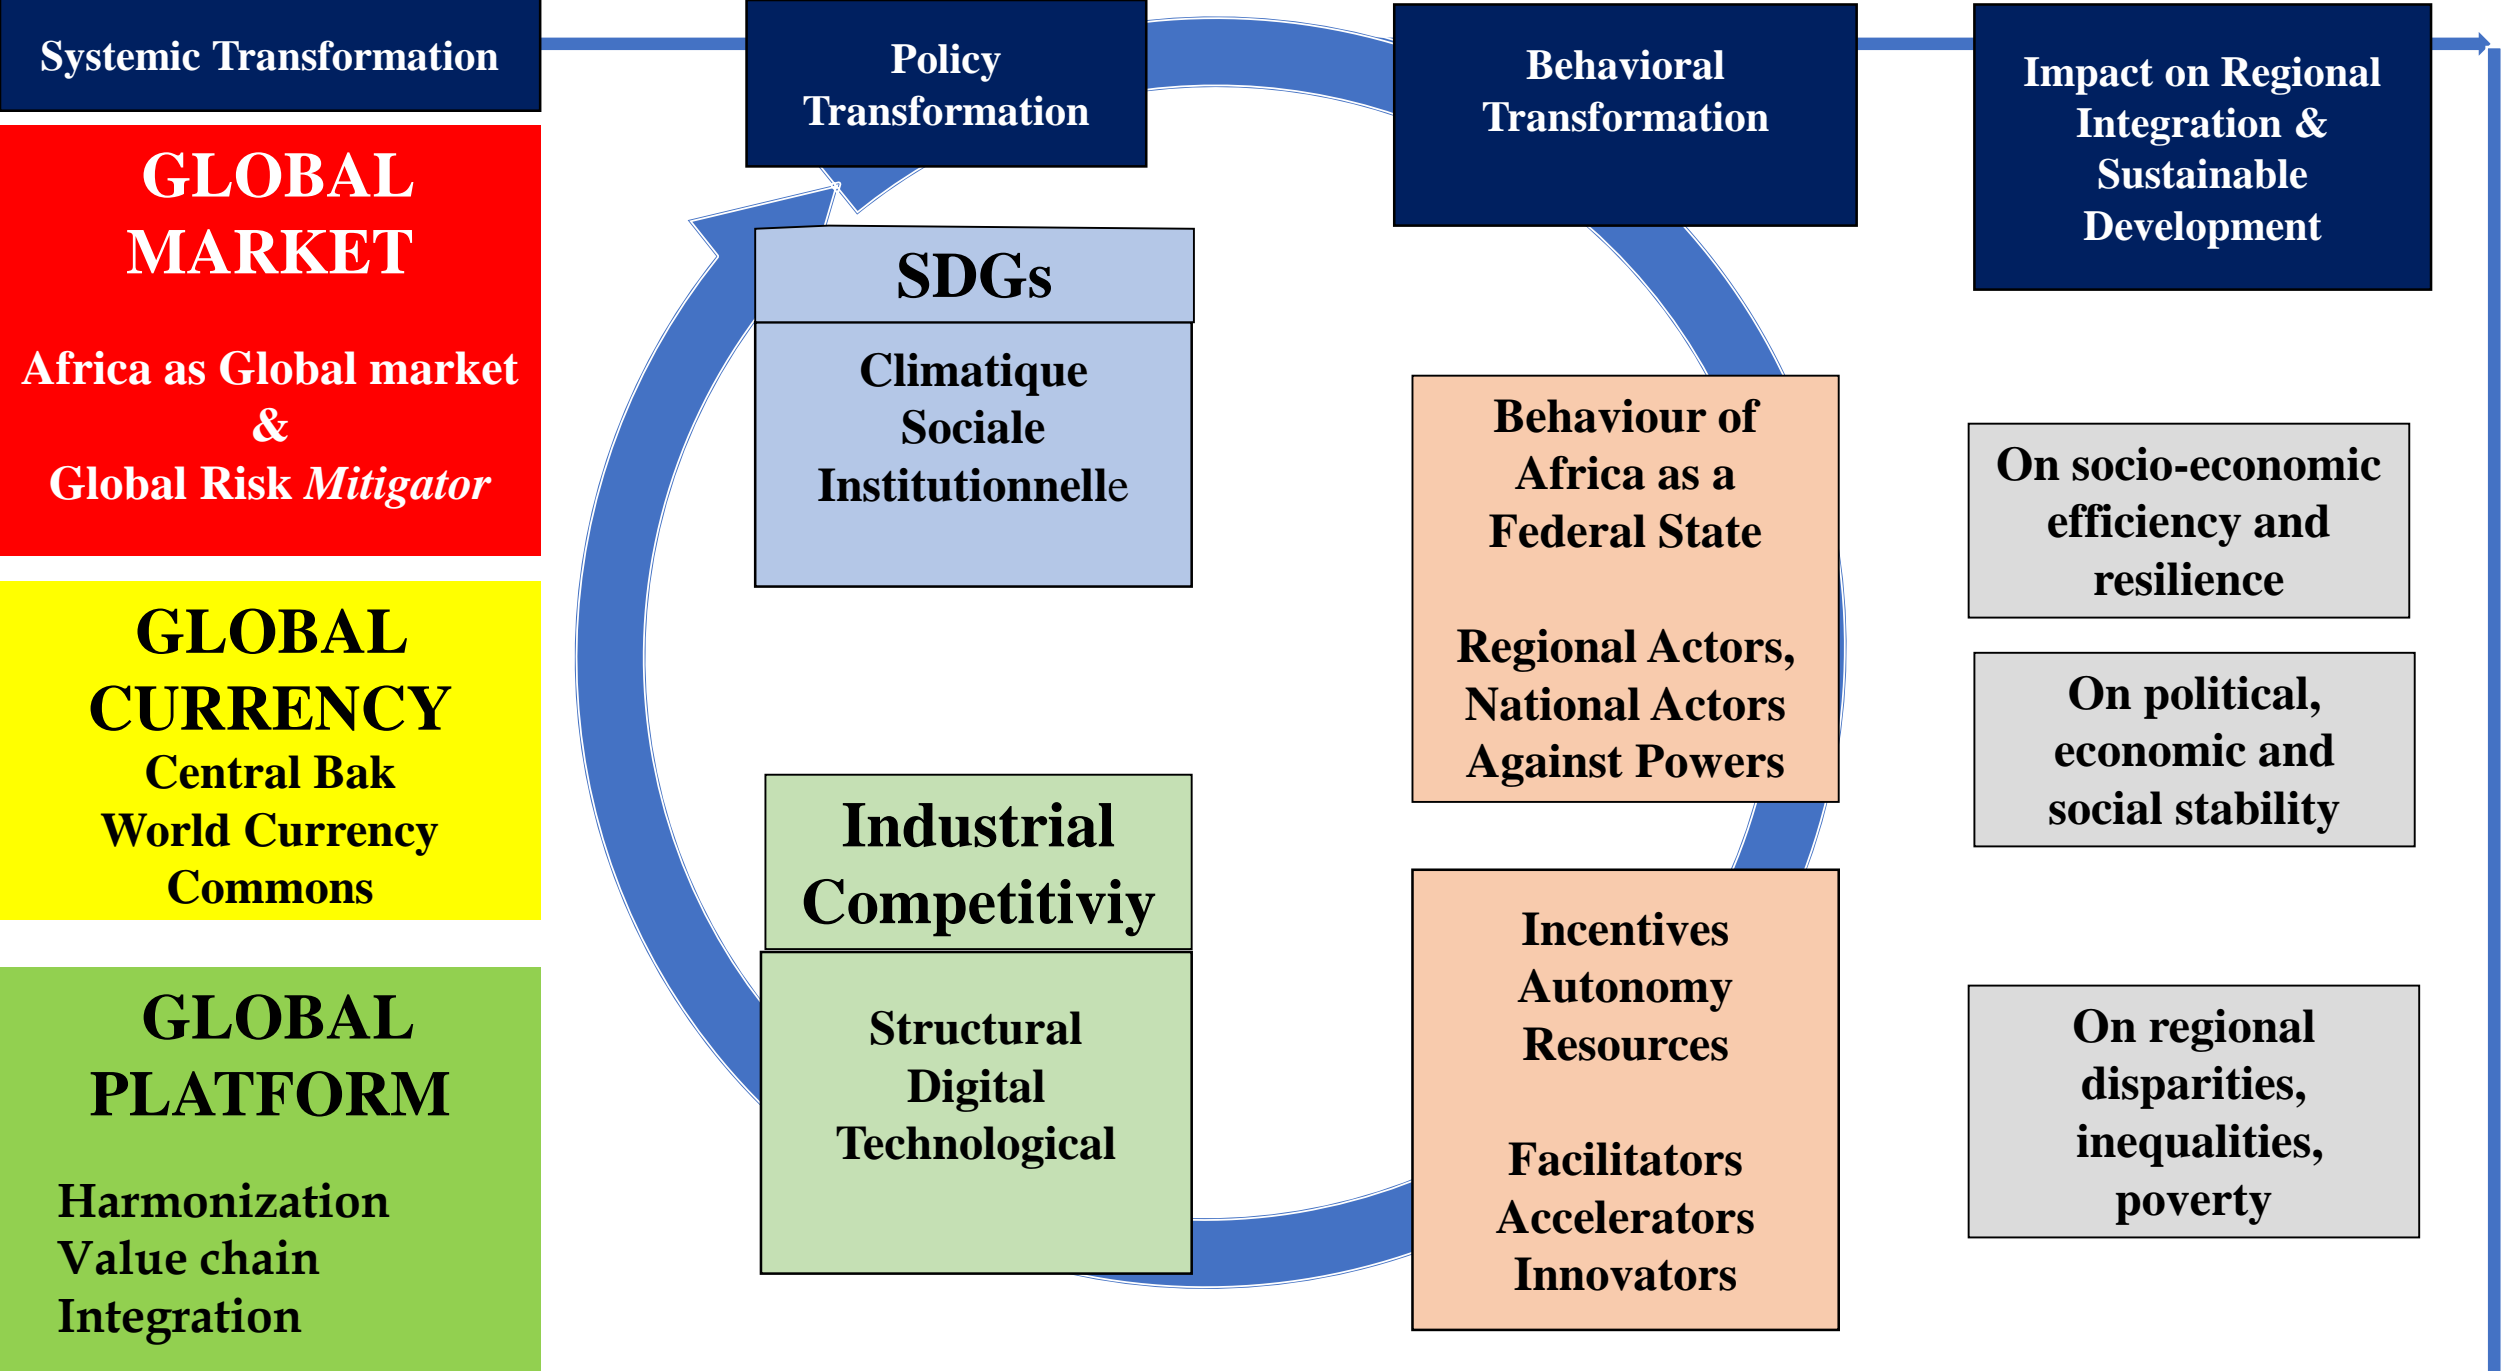 Systemic Transformation
GLOBAL
MARKET
Africa as Global market
&
Global Risk Mitigator
GLOBAL
CURRENCY
Central Bak
World Currency
Commons
GLOBAL
PLATFORM
Harmonization
Value chain
Integration
Policy
Transformation
SDGs
Climatique
Sociale
Institutionnelle
Industrial
Competitiviy
Structural
Digital
Technological
Behavioral
Transformation
Behaviour of
Africa as a
Federal State
Regional Actors,
National Actors
Against Powers
Incentives
Autonomy
Resources
Facilitators
Accelerators
Innovators
Impact on Regional
Integration &
Sustainable
Development
On socio-economic
efficiency and
resilience
On political,
economic and
social stability
On regional
disparities,
inequalities,
poverty